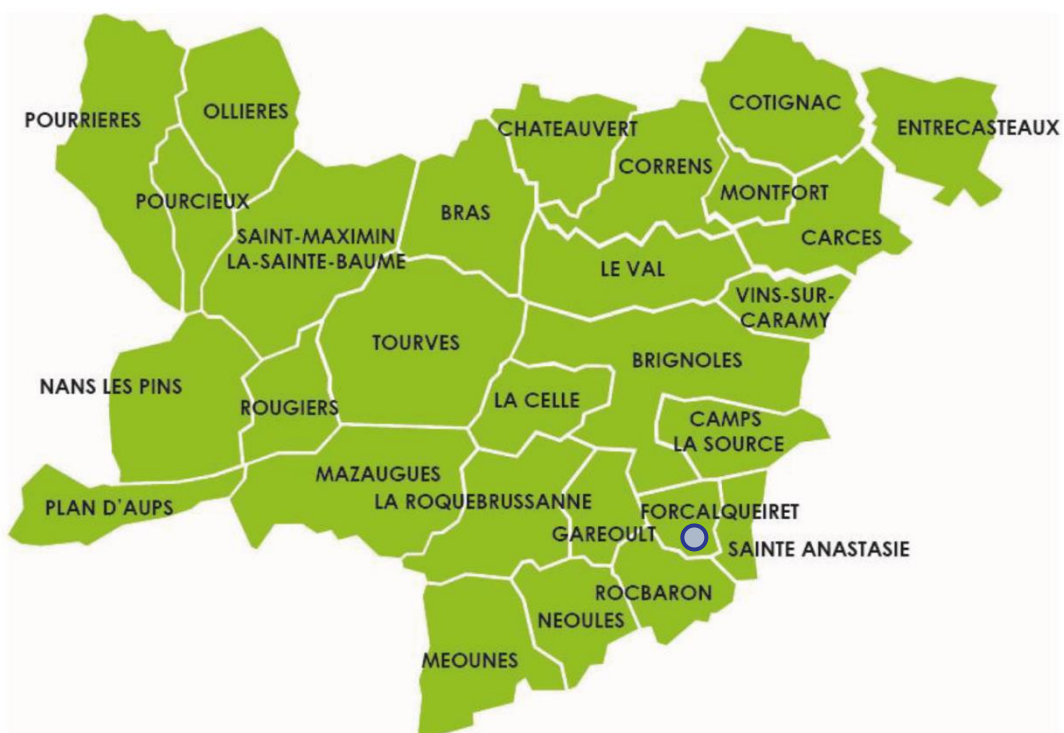 COTIGNAC
OLLIERES
POURRIERES
CHATEAUVERT
ENTRECASTEAUX
CORRENS
MONTFORT
POURCIEUX
BRAS
SAINT-MAXIMIN
LA-SAINTE-BAUME
CARCES
LE VAL
VINS-SUR-
CARAMY
TOURVES
BRIGNOLES
NANS LES PINS
LA CELLE
ROUGIERS
CAMPS
LA SOURCE
MAZAUGUES
LA ROQUEBRUSSANNE
PLAN D'AUPS
FORCALQUEIRET
GAREOULT
SAINTE ANASTASIE
ROCBARON
NEOULES
MEOUNES